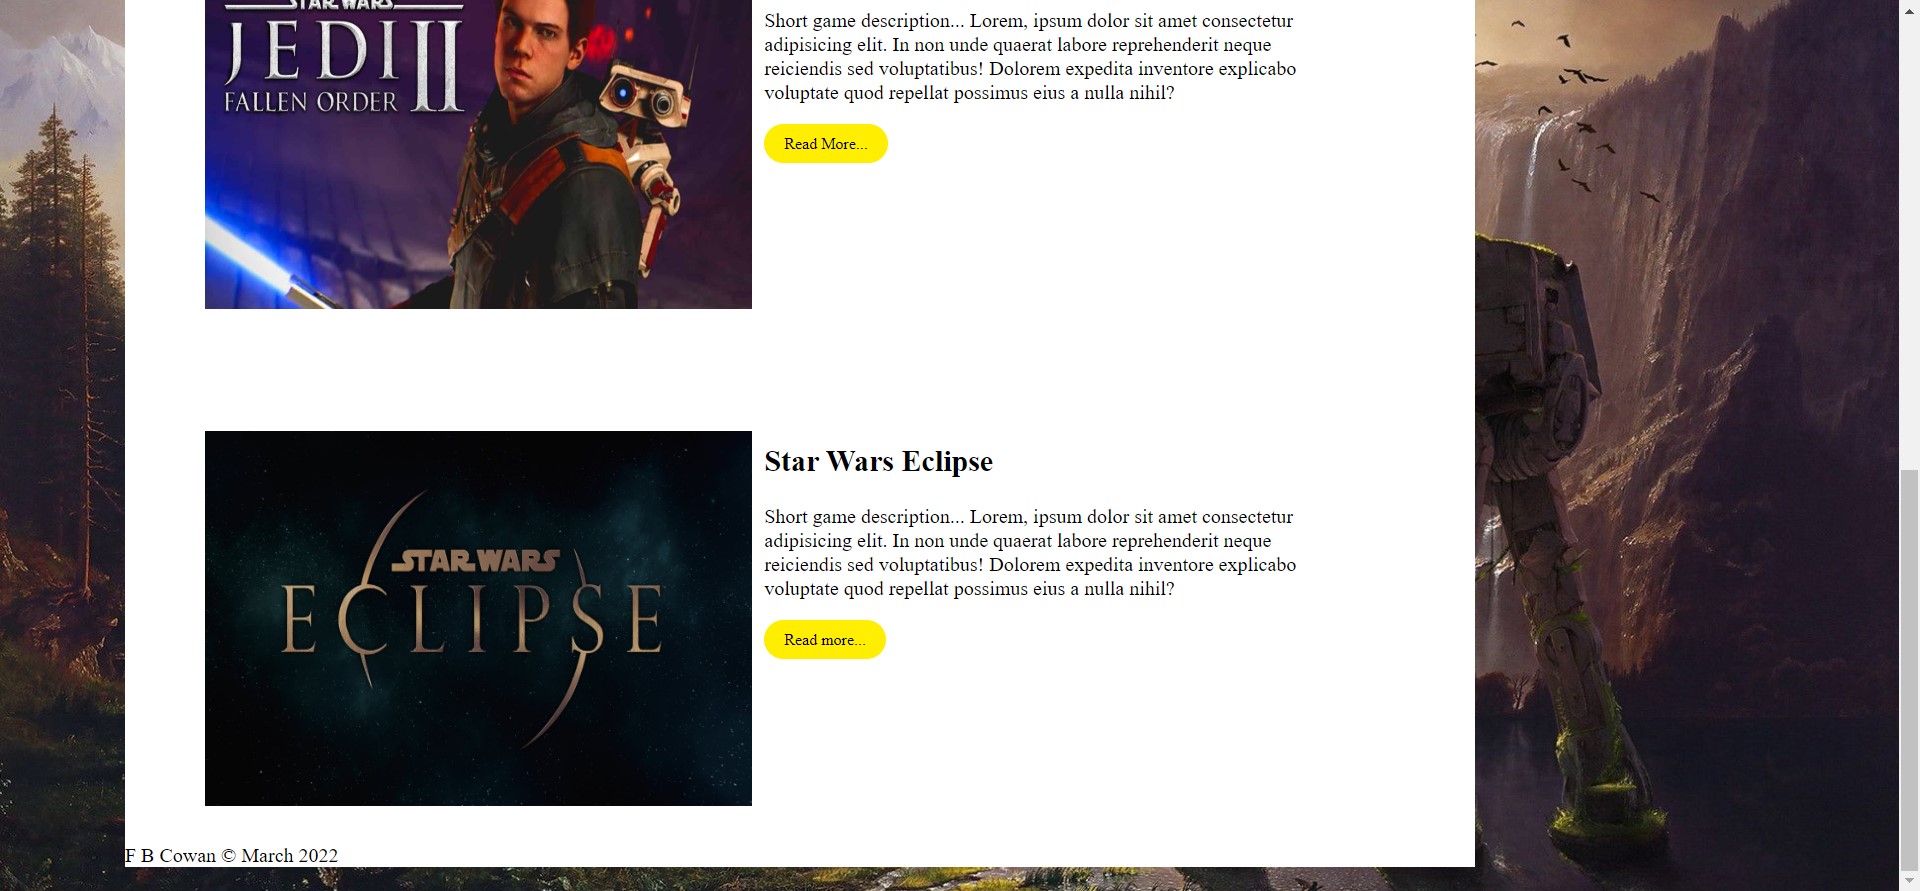 STAR WARS
JEDI II
FALLEN ORDER
Short game description... Lorem, ipsum dolor sit amet consectetur
adipisicing elit. In non unde quaerat labore reprehenderit neque
reiciendis sed voluptatibus! Dolorem expedita inventore explicabo
voluptate quod repellat possimus eius a nulla nihil?
Read More...
STAR WARS
ECLIPSE
Star Wars Eclipse
Short game description... Lorem, ipsum dolor sit amet consectetur
adipisicing elit. In non unde quaerat labore reprehenderit neque
reiciendis sed voluptatibus! Dolorem expedita inventore explicabo
voluptate quod repellat possimus eius a nulla nihil?
Read more...
F B Cowan © March 2022